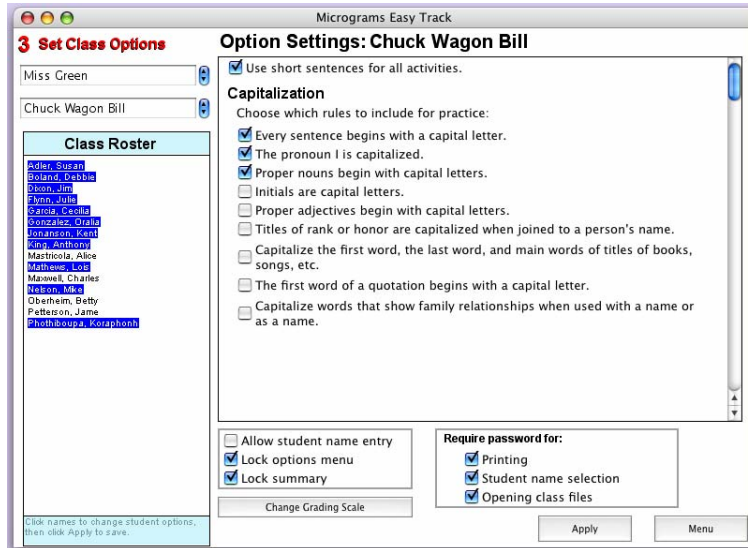 Micrograms Easy Track
3 Set Class Options
Miss Green
Chuck Wagon Bill
Class Roster
Adler, Susan
Boland, Debbie
Dixon, Jim
Flynn, Julie
Garcia, Cecilia
Gonzalez, Oralia
Jonanson, Kent
King, Anthony
Mastricola, Alice
Mathews, Lois
Maxwell, Charles
Nelson, Mike
Oberheim, Betty
Petterson, Jame
Phothiboupa, Koraphonh
Click names to change student options,
then click Apply to save.
Option Settings: Chuck Wagon Bill
Use short sentences for all activities.
Capitalization
Choose which rules to include for practice:
Every sentence begins with a capital letter.
The pronoun I is capitalized.
Proper nouns begin with capital letters.
Initials are capital letters.
Proper adjectives begin with capital letters.
Titles of rank or honor are capitalized when joined to a person's name.
Capitalize the first word, the last word, and main words of titles of books,
songs, etc.
The first word of a quotation begins with a capital letter.
Capitalize words that show family relationships when used with a name or
as a name.
Allow student name entry
Lock options menu
Lock summary
Change Grading Scale
Require password for:
Printing
Student name selection
Opening class files
Apply
Menu